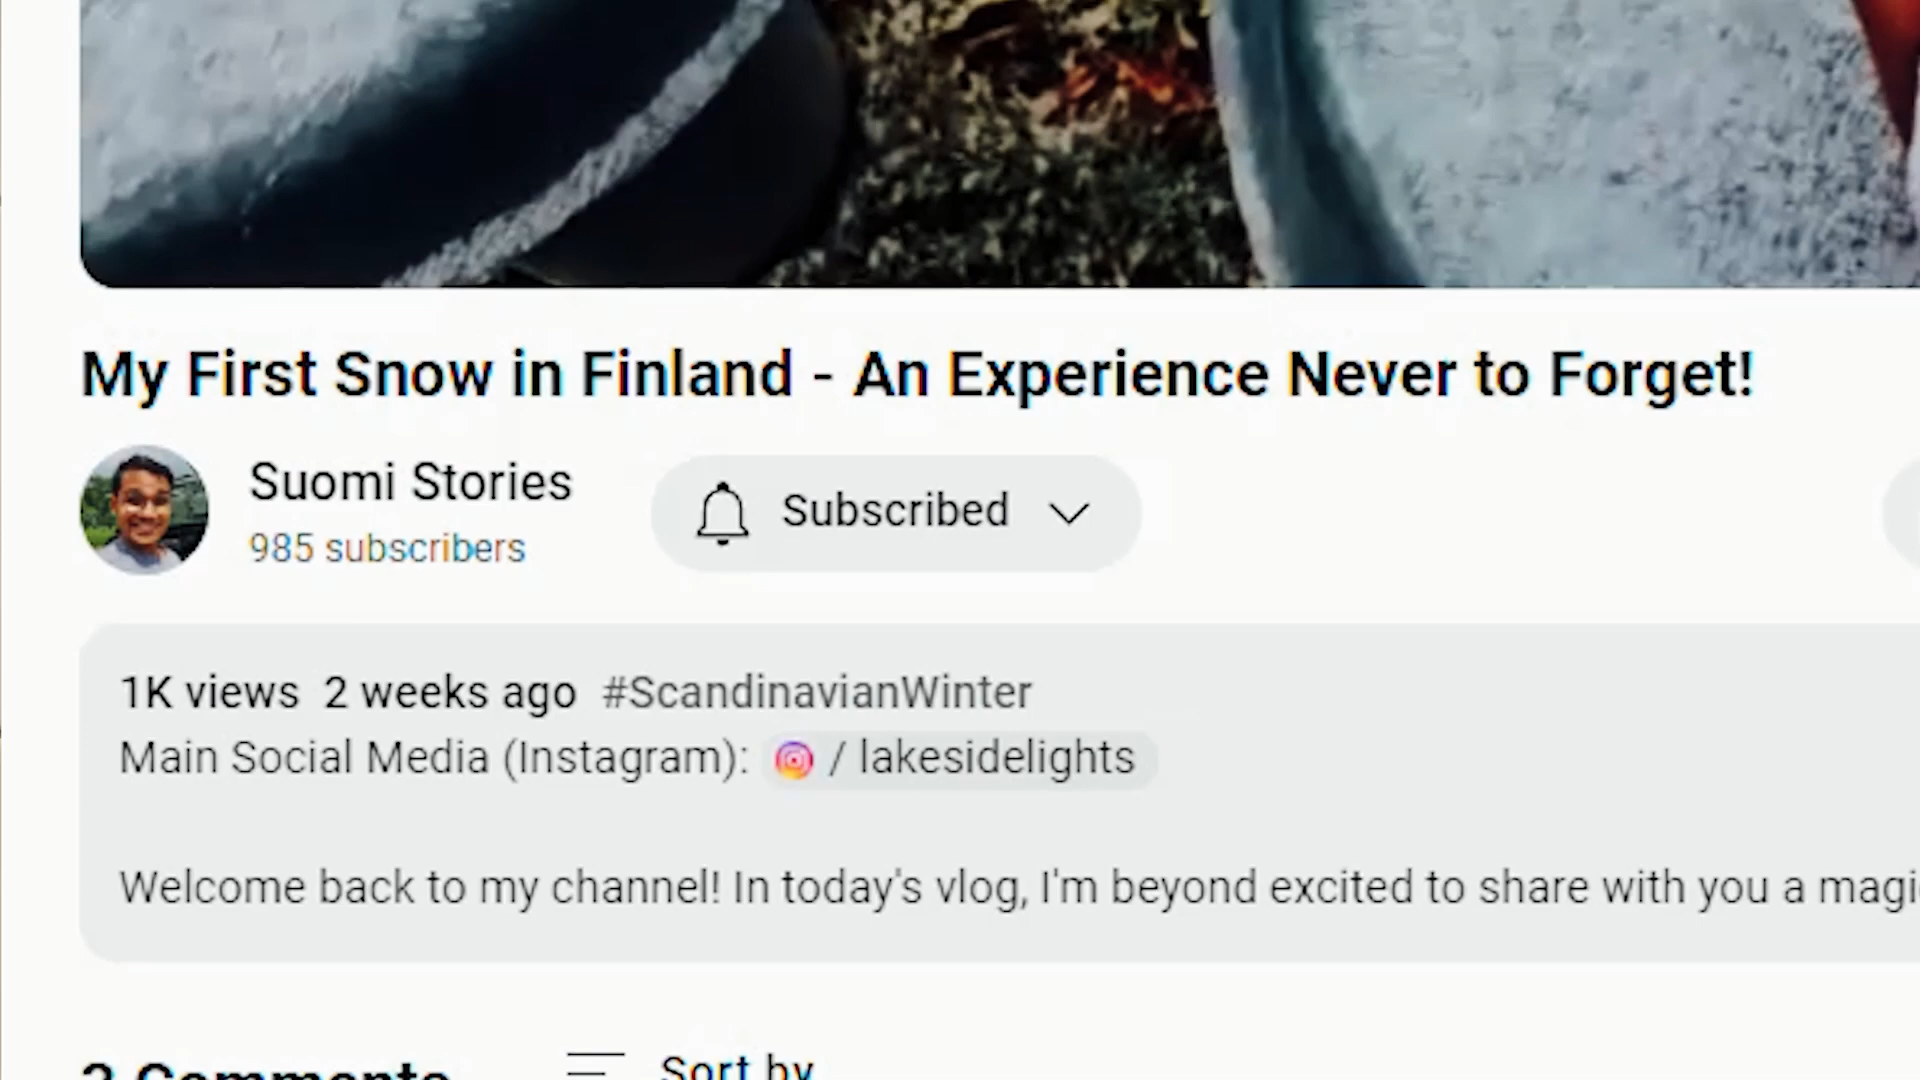 My First Snow in Finland - An Experience Never to Forget!
Suomi Stories
985 subscribers
Subscribed
1K views 2 weeks ago #ScandinavianWinter
Main Social Media (Instagram): / lakesidelights
Welcome back to my channel! In today's vlog, I'm beyond excited to share with you a
Comments
Sort by